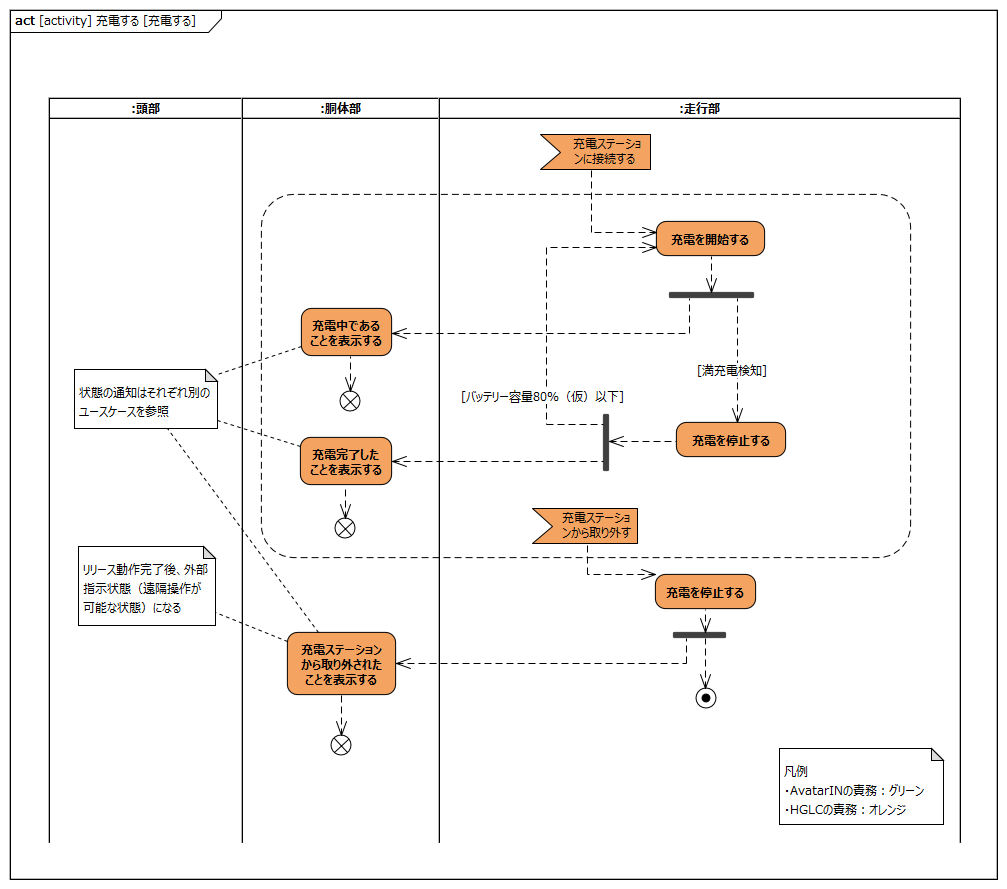 act [activity] 充電する [充電する]
:頭部
:胴体部
:走行部
充電ステーショ
ンに接続する
充電を開始する
充電中である
ことを表示する
[満充電検知]
状態の通知はそれぞれ別の
ユースケースを参照
[バッテリー容量80%（仮）以下]
充電を停止する
充電完了した
ことを表示する
充電ステーショ
ンから取り外す
リリース動作完了後、外部
指示状態（遠隔操作が
可能な状態）になる
充電を停止する
充電ステーション
から取り外された
ことを表示する
凡例
・AvatarINの責務：グリーン
・HGLCの責務：オレンジ